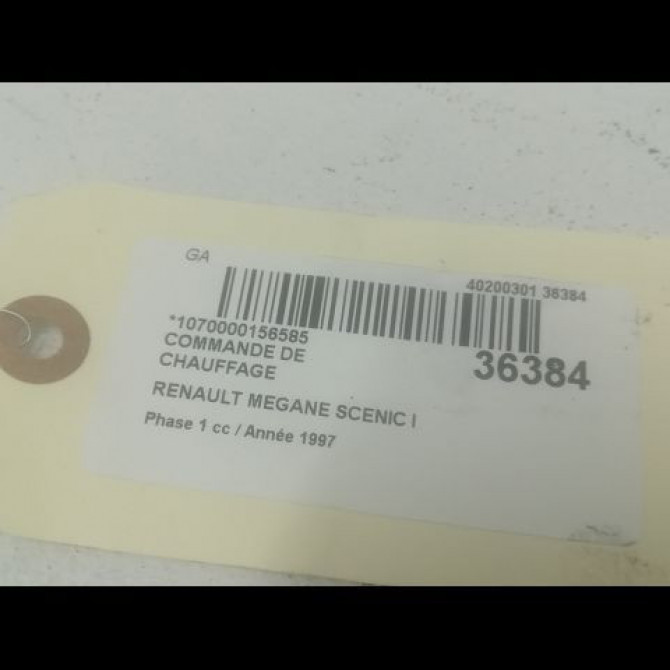 GA
40200301 36384
*1070000156585
COMMANDE DE
CHAUFFAGE
36384
RENAULT MEGANE SCENIC I
Phase 1 cc / Année 1997